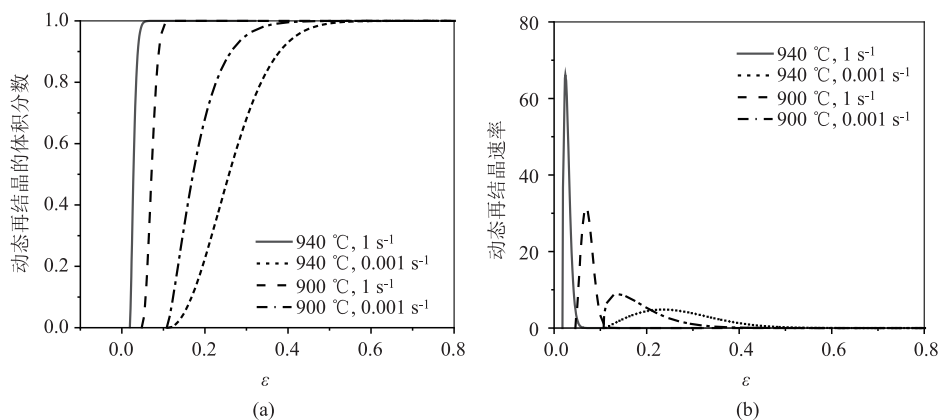 动态再结晶的体积分数
1.0
0.8
0.6
0.4
0.2
0.0
940 ℃, 1 s-1
940 ℃, 0.001 s-1
900 ℃, 1 s-1
900 ℃, 0.001 s-1
0.0 0.2 0.4 0.6 0.8
ε
(a)
动态再结晶速率
80
60
40
20
0
940 ℃, 1 s-1
940 ℃, 0.001 s-1
900 ℃, 1 s-1
900 ℃, 0.001 s-1
0.0 0.2 0.4 0.6 0.8
ε
(b)